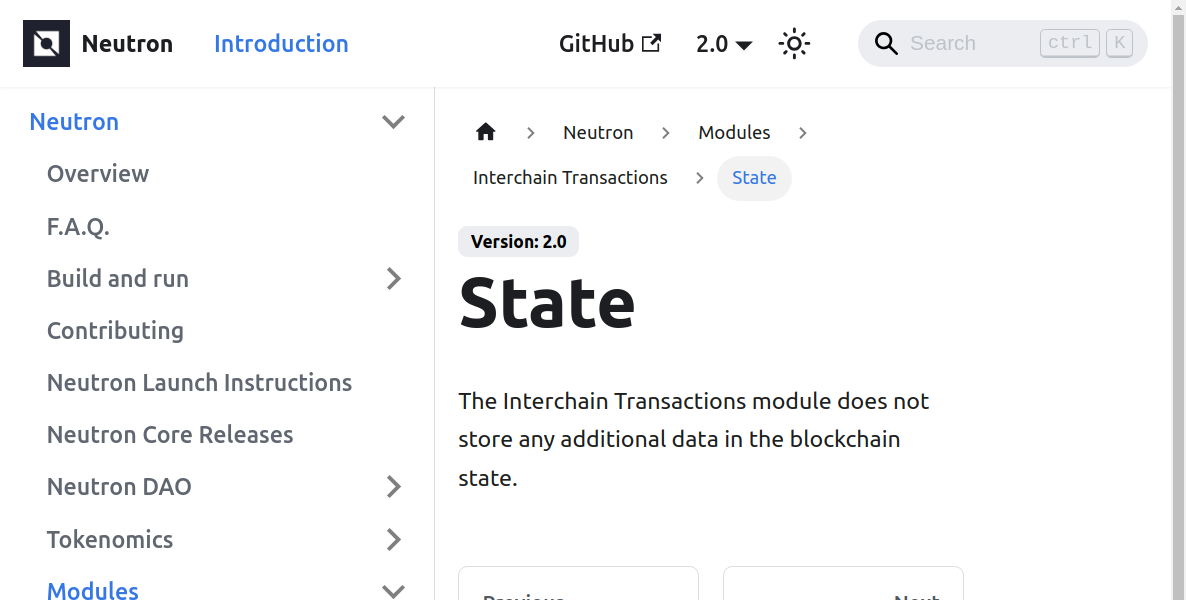 Neutron Introduction GitHub 2.0 Search ctrl K
Neutron
Overview
F.A.Q.
Build and run
Contributing
Neutron Launch Instructions
Neutron Core Releases
Neutron DAO
Tokenomics
Modules
Neutron Modules
Interchain Transactions State
Version: 2.0
State
The Interchain Transactions module does not
store any additional data in the blockchain
state.
Previous Next